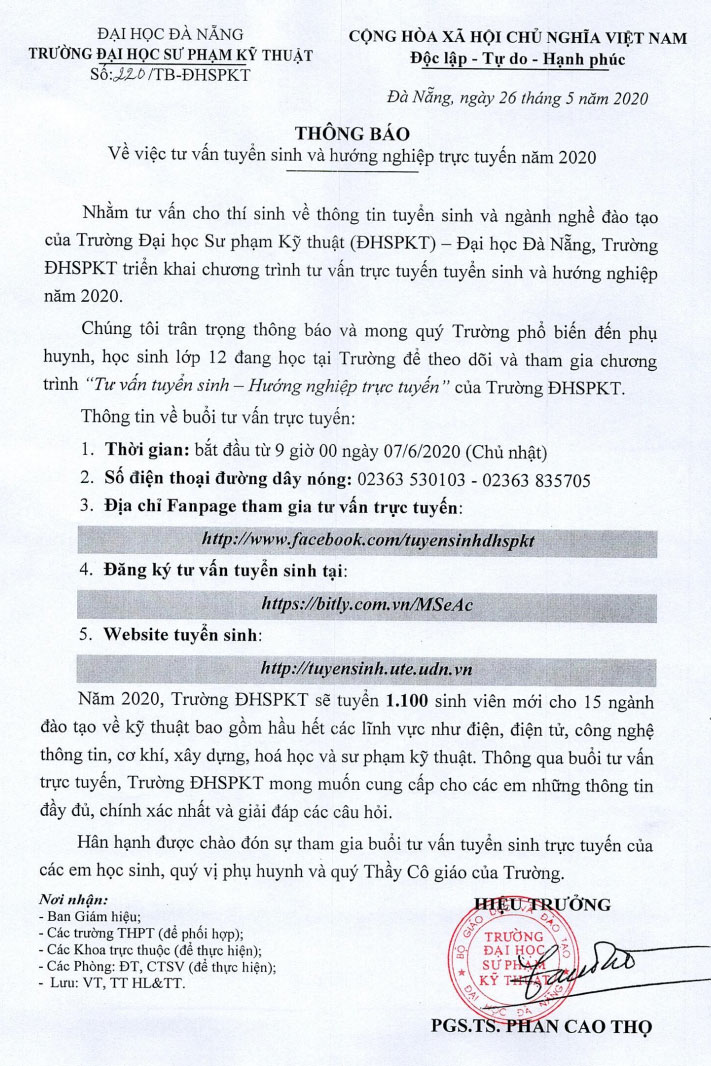 ĐẠI HỌC ĐÀ NẴNG
TRƯỜNG ĐẠI HỌC SƯ PHẠM KỸ THUẬT
Số:220/TB-ĐHSPKT
CỘNG HÒA XÃ HỘI CHỦ NGHĨA VIỆT NAM
Độc lập - Tự do - Hạnh phúc
Đà Nẵng, ngày 26 tháng 5 năm 2020
THÔNG BÁO
Về việc tư vấn tuyển sinh và hướng nghiệp trực tuyến năm 2020
Nhằm tư vấn cho thí sinh về thông tin tuyển sinh và ngành nghề đào tạo
của Trường Đại học Sư phạm Kỹ thuật (ĐHSPKT) – Đại học Đà Nẵng, Trường
ĐHSPKT triển khai chương trình tư vấn trực tuyến tuyển sinh và hướng nghiệp
năm 2020.
Chúng tôi trân trọng thông báo và mong quý Trường phổ biến đến phụ
huynh, học sinh lớp 12 đang học tại Trường để theo dõi và tham gia chương
trình “Tư vấn tuyển sinh – Hướng nghiệp trực tuyến” của Trường ĐHSPKT.
Thông tin về buổi tư vấn trực tuyến:
1. Thời gian: bắt đầu từ 9 giờ 00 ngày 07/6/2020 (Chủ nhật)
2. Số điện thoại đường dây nóng: 02363 530103 - 02363 835705
3. Địa chỉ Fanpage tham gia tư vấn trực tuyến:
http://www.facebook.com/tuyensinhdhspkt
4. Đăng ký tư vấn tuyển sinh tại:
https://bitly.com.vn/MSeAc
5. Website tuyển sinh:
http://tuyensinh.ute.udn.vn
Năm 2020, Trường ĐHSPKT sẽ tuyển 1.100 sinh viên mới cho 15 ngành
đào tạo về kỹ thuật bao gồm hầu hết các lĩnh vực như điện, điện tử, công nghệ
thông tin, cơ khí, xây dựng, hoá học và sư phạm kỹ thuật. Thông qua buổi tư vấn
trực tuyến, Trường ĐHSPKT mong muốn cung cấp cho các em những thông tin
đầy đủ, chính xác nhất và giải đáp các câu hỏi.
Hân hạnh được chào đón sự tham gia buổi tư vấn tuyển sinh trực tuyến của
các em học sinh, quý vị phụ huynh và quý Thầy Cô giáo của Trường.
Nơi nhận:
- Ban Giám hiệu;
- Các trường THPT (để phối hợp);
- Các Khoa trực thuộc (để thực hiện);
- Các Phòng: ĐT, CTSV (để thực hiện);
- Lưu: VT, TT HL&TT.
HIỆU TRƯỞNG
BỘ GIÁO DỤC VÀ ĐÀO TẠO
TRƯỜNG
ĐẠI HỌC
SƯ PHẠM
KỸ THUẬT
ĐẠI HỌC ĐÀ NẴNG
PGS.TS. PHAN CAO THỌ